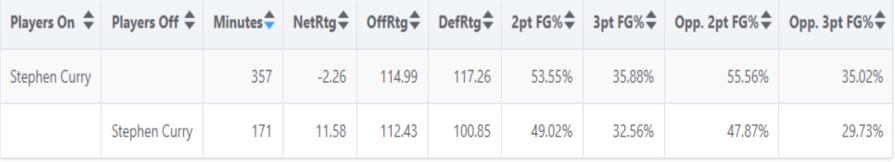 Players On Players Off Minutes NetRtg OffRtg DefRtg 2pt FG% 3pt FG% Opp. 2pt FG% Opp. 3pt FG%
Stephen Curry 357 -2.26 114.99 117.26 53.55% 35.88% 55.56% 35.02%
Stephen Curry 171 11.58 112.43 100.85 49.02% 32.56% 47.87% 29.73%